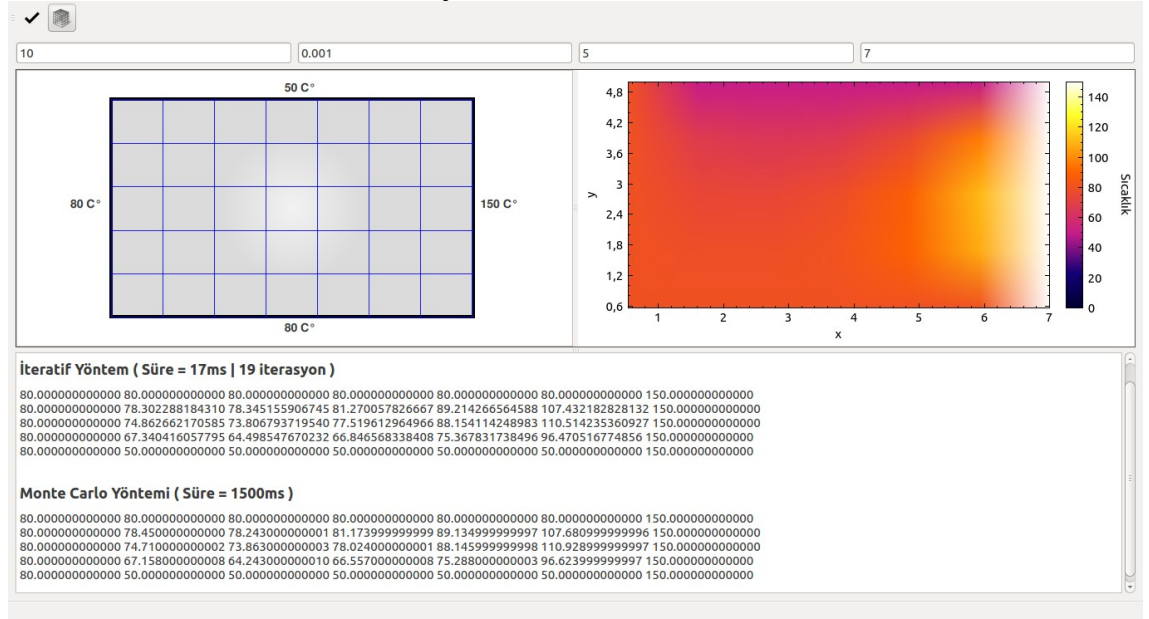 10 0.001 5 7
50 C°
80 C°
150 C°
80 C°
4,8
4,2
3,6
3
2,4
1,8
1,2
0,6
y
1 2 3 4 5 6 7
x
140
120
100
80
60
40
20
0
Sıcaklık
İteratif Yöntem ( Süre = 17ms | 19 iterasyon )
80.000000000000 80.000000000000 80.000000000000 80.000000000000 80.000000000000 80.000000000000 150.000000000000
80.000000000000 78.302288184310 78.345155906745 81.270057826667 89.214266564588 107.432182828132 150.000000000000
80.000000000000 74.862662170585 73.806793719540 77.519612964966 88.154114248983 110.514235360927 150.000000000000
80.000000000000 67.340416057795 64.498547670232 66.846568338408 75.367831738496 96.470516774856 150.000000000000
80.000000000000 50.000000000000 50.000000000000 50.000000000000 50.000000000000 50.000000000000 150.000000000000
Monte Carlo Yöntemi ( Süre = 1500ms )
80.000000000000 80.000000000000 80.000000000000 80.000000000000 80.000000000000 80.000000000000 150.000000000000
80.000000000000 78.450000000000 78.243000000001 81.173999999999 89.134999999997 107.680999999996 150.000000000000
80.000000000000 74.710000000002 73.863000000003 78.024000000001 88.145999999998 110.928999999997 150.000000000000
80.000000000000 67.158000000008 64.243000000010 66.557000000008 75.288000000003 96.623999999997 150.000000000000
80.000000000000 50.000000000000 50.000000000000 50.000000000000 50.000000000000 50.000000000000 150.000000000000